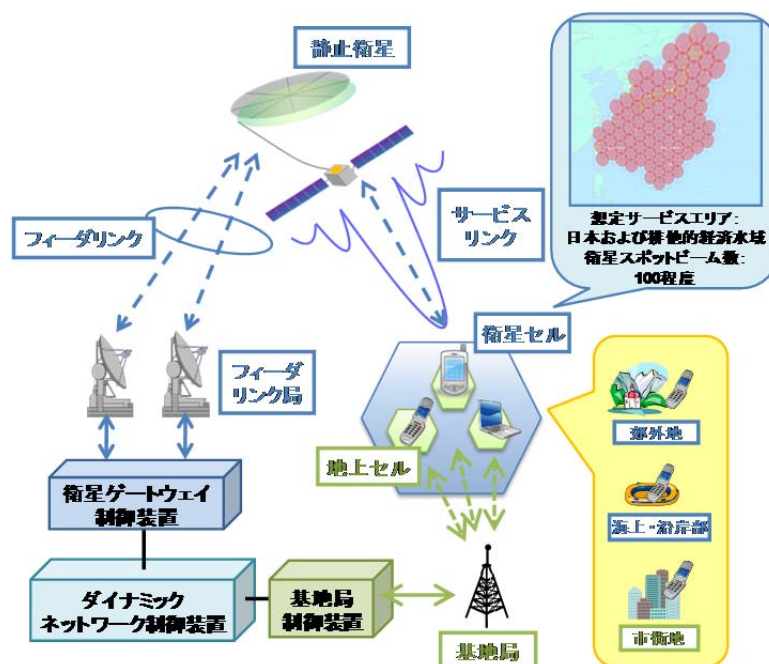 静止衛星
フィーダリンク
サービス
リンク
想定サービスエリア:
日本および排他的経済水域
衛星スポットビーム数:
100程度
衛星セル
フィーダ
リンク局
地上セル
郊外地
海上・沿岸部
市街地
衛星ゲートウェイ
制御装置
ダイナミック
ネットワーク制御装置
基地局
制御装置
基地局